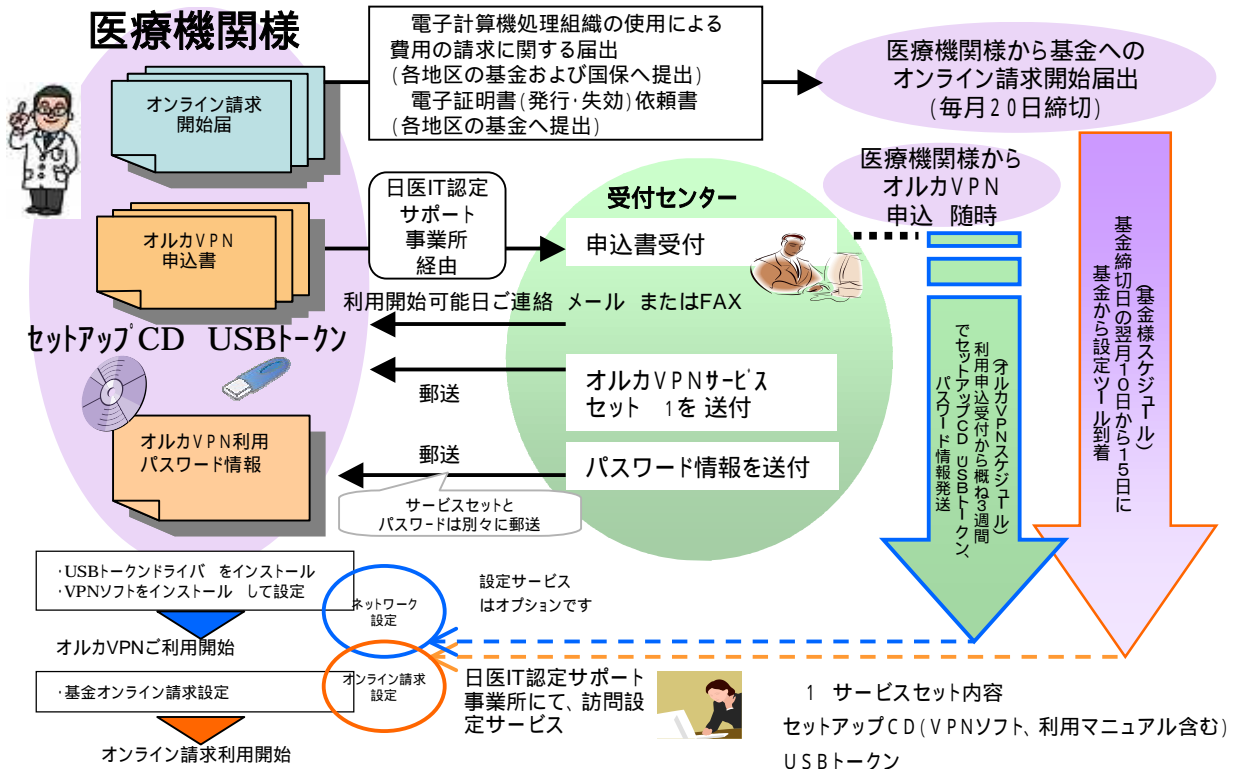 医療機関様
オンライン請求
開始届
電子計算機処理組織の使用による
費用の請求に関する届出
(各地区の基金および国保へ提出)
電子証明書(発行・失効)依頼書
(各地区の基金へ提出)
医療機関様から基金への
オンライン請求開始届出
(毎月20日締切)
オルカVPN
申込書
日医IT認定
サポート
事業所
経由
受付センター
申込書受付
医療機関様から
オルカVPN
申込 随時
利用開始可能日ご連絡 メール またはFAX
セットアップCD USBトークン
郵送
オルカVPNサービス
セット 1を 送付
オルカVPN利用
パスワード情報
郵送
パスワード情報を送付
サービスセットと
パスワードは別々に郵送
(オルカVPNスケジュール)
利用申込受付から概ね3週間
でセットアップCD USBトークン、
パスワード情報発送
(基金様スケジュール)
基金締切日の翌月10日から15日に
基金から設定ツール到着
・USBトークンドライバ をインストール
・VPNソフトをインストール して設定
ネットワーク
設定
設定サービス
はオプションです
オルカVPNご利用開始
・基金オンライン請求設定
オンライン請求
設定
日医IT認定サポート
事業所にて、訪問設
定サービス
オンライン請求利用開始
1 サービスセット内容
セットアップCD(VPNソフト、利用マニュアル含む)
USBトークン